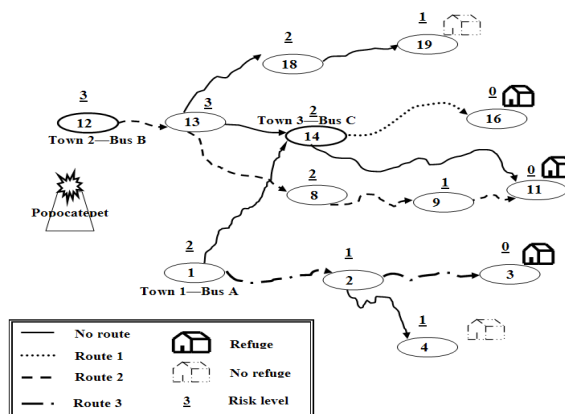 1
19
2
18
3
12
Town 2—Bus B
3
13
2
Town 3—Bus C
14
0
16
Popocatepet
2
8
1
9
0
11
2
1
Town 1—Bus A
1
2
0
3
1
4
No route
Route 1
Route 2
Route 3
Refuge
No refuge
3 Risk level